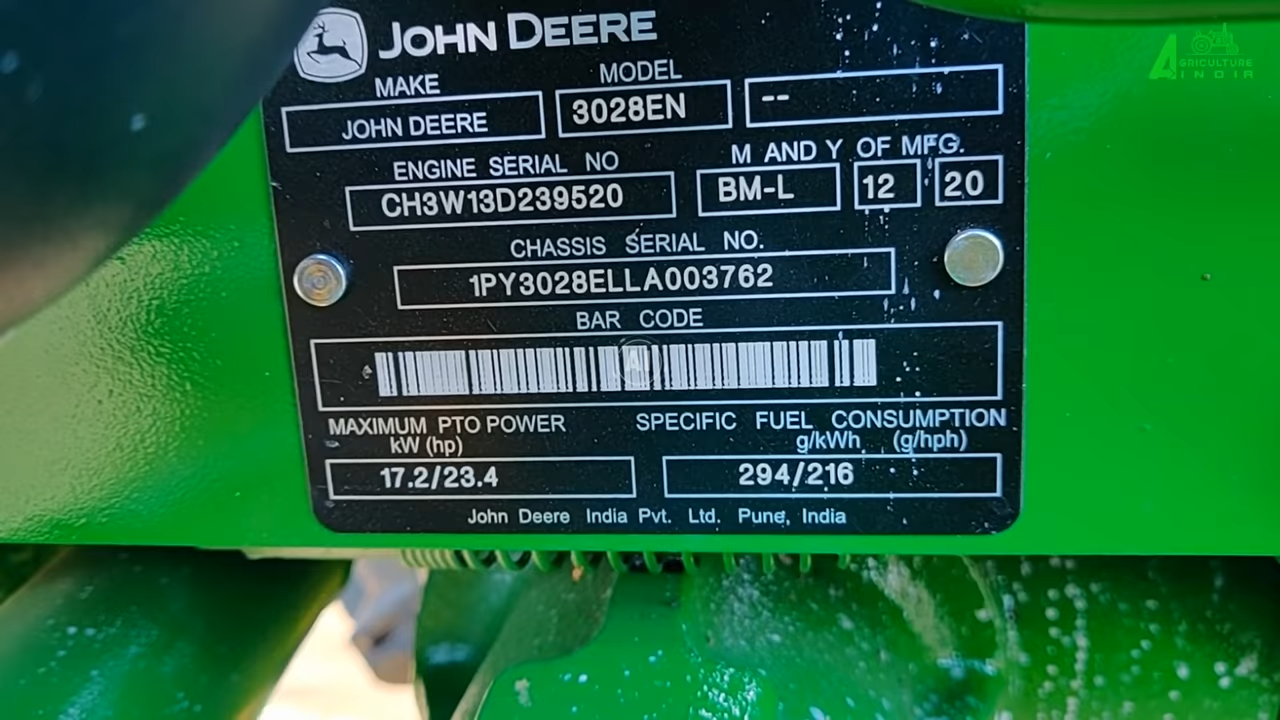 JOHN DEERE
AGRICULTURE
INDIA
MAKE MODEL
JOHN DEERE 3028EN --
ENGINE SERIAL NO M AND Y OF MFG.
CH3W13D239520 BM-L 12 20
CHASSIS SERIAL NO.
1PY3028ELLA003762
BAR CODE
MAXIMUM PTO POWER SPECIFIC FUEL CONSUMPTION
kW (hp) g/kWh (g/hph)
17.2/23.4 294/216
John Deere India Pvt. Ltd. Pune, India